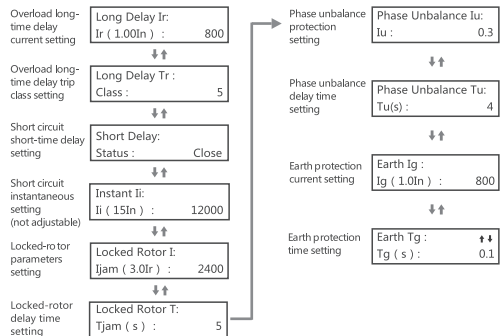 Overload long-
time delay
current setting
Long Delay Ir:
Ir ( 1.00In ) : 800
Overload long-
time delay trip
class setting
Long Delay Tr :
Class : 5
Short circuit
short-time delay
setting
Short Delay:
Status : Close
Short circuit
instantaneous
setting
(not adjustable)
Instant Ii:
Ii ( 15In ) : 12000
Locked-rotor
parameters
setting
Locked Rotor I:
Ijam ( 3.0Ir ) : 2400
Locked-rotor
delay time
setting
Locked Rotor T:
Tjam ( s ) : 5
Phase unbalance
protection
setting
Phase Unbalance Iu:
Iu : 0.3
Phase unbalance
delay time
setting
Phase Unbalance Tu:
Tu(s) : 4
Earth protection
current setting
Earth Ig :
Ig ( 1.0In ) : 800
Earth protection
time setting
Earth Tg :
Tg ( s ) : 0.1